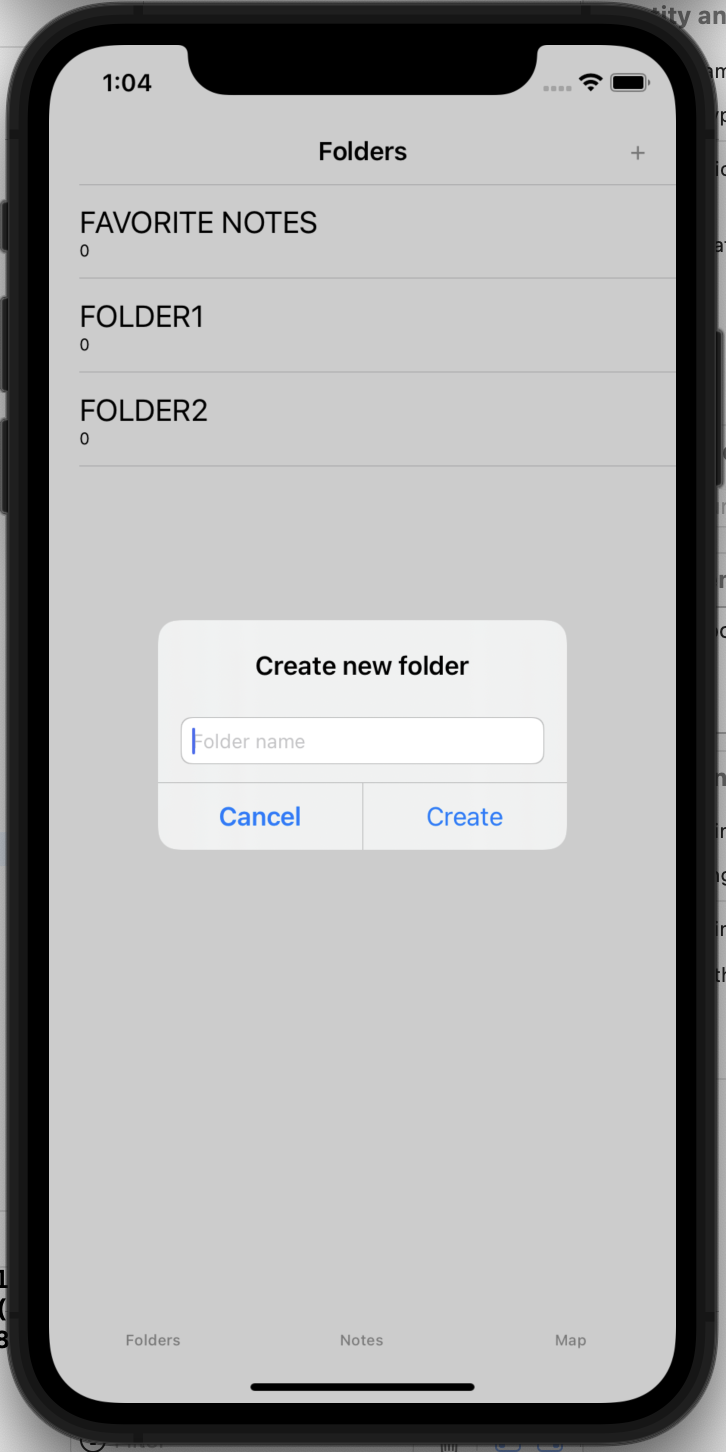 1:04
Folders +
FAVORITE NOTES
0
FOLDER1
0
FOLDER2
0
Create new folder
Folder name
Cancel Create
Folders Notes Map